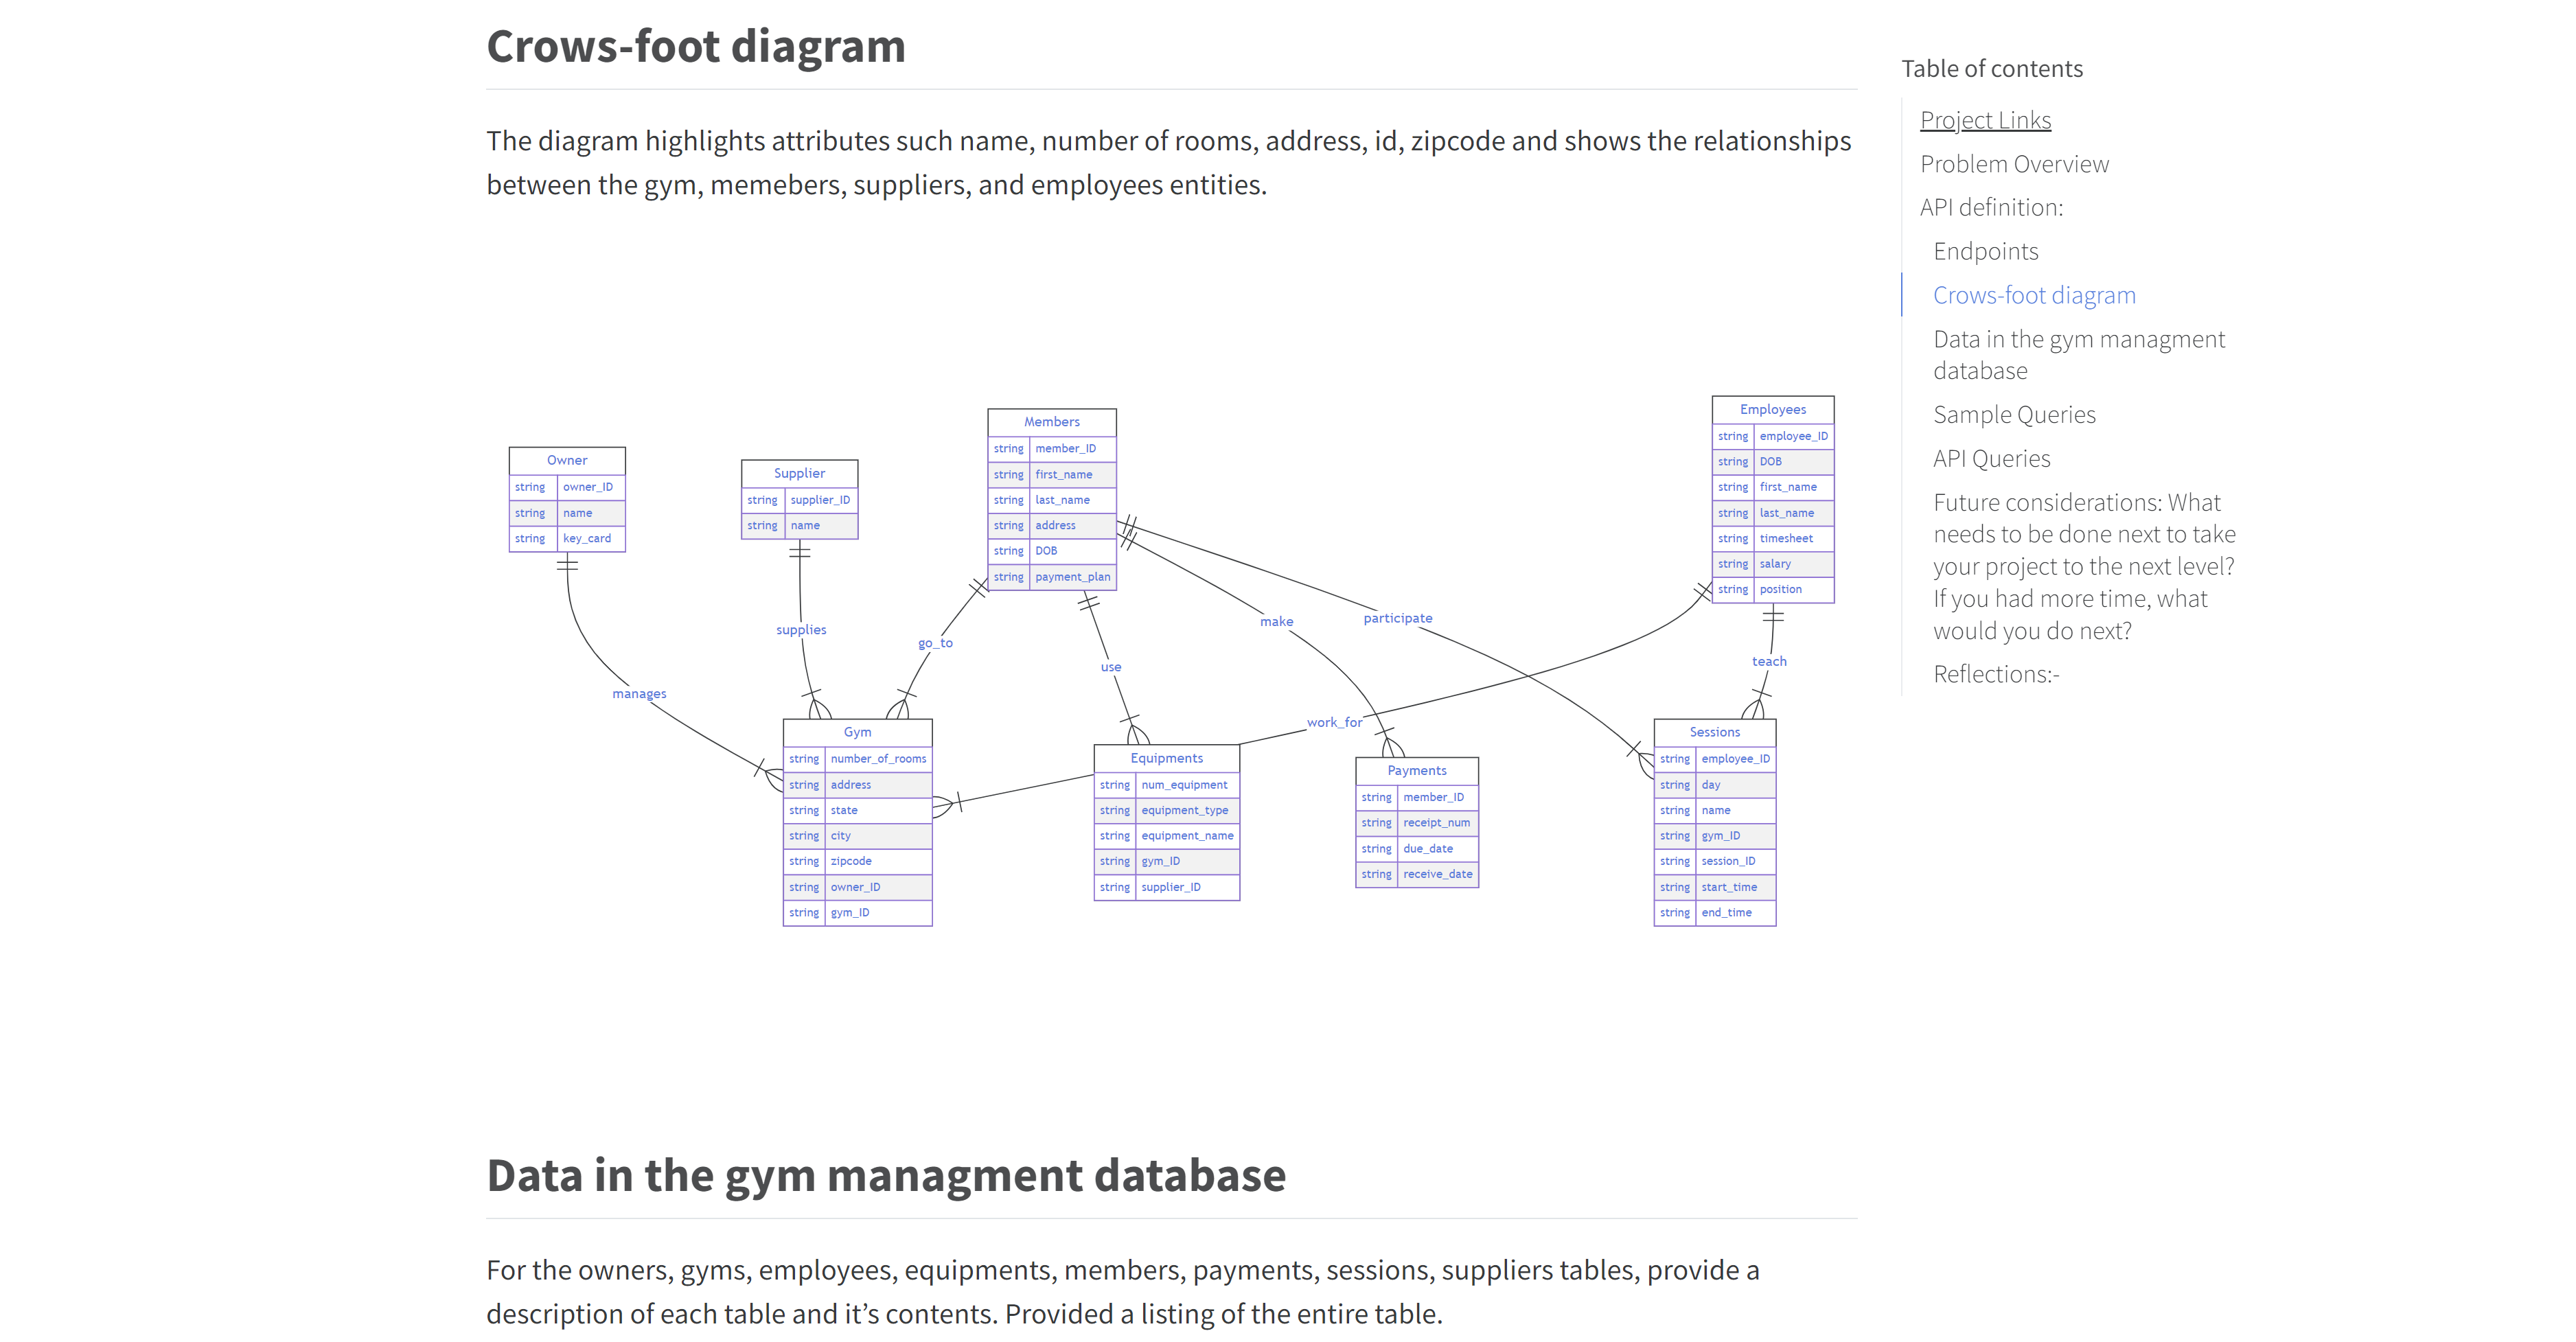 Crows-foot diagram
The diagram highlights attributes such name, number of rooms, address, id, zipcode and shows the relationships
between the gym, memebers, suppliers, and employees entities.
Owner
string owner_ID
string name
string key_card
Supplier
string supplier_ID
string name
Members
string member_ID
string first_name
string last_name
string address
string DOB
string payment_plan
Employees
string employee_ID
string DOB
string first_name
string last_name
string timesheet
string salary
string position
manages
supplies
go_to
use
make
participate
work_for
teach
Gym
string number_of_rooms
string address
string state
string city
string zipcode
string owner_ID
string gym_ID
Equipments
string num_equipment
string equipment_type
string equipment_name
string gym_ID
string supplier_ID
Payments
string member_ID
string receipt_num
string due_date
string receive_date
Sessions
string employee_ID
string day
string name
string gym_ID
string session_ID
string start_time
string end_time
Data in the gym managment database
For the owners, gyms, employees, equipments, members, payments, sessions, suppliers tables, provide a
description of each table and it’s contents. Provided a listing of the entire table.
Table of contents
Project Links
Problem Overview
API definition:
Endpoints
Crows-foot diagram
Data in the gym managment
database
Sample Queries
API Queries
Future considerations: What
needs to be done next to take
your project to the next level?
If you had more time, what
would you do next?
Reflections:-